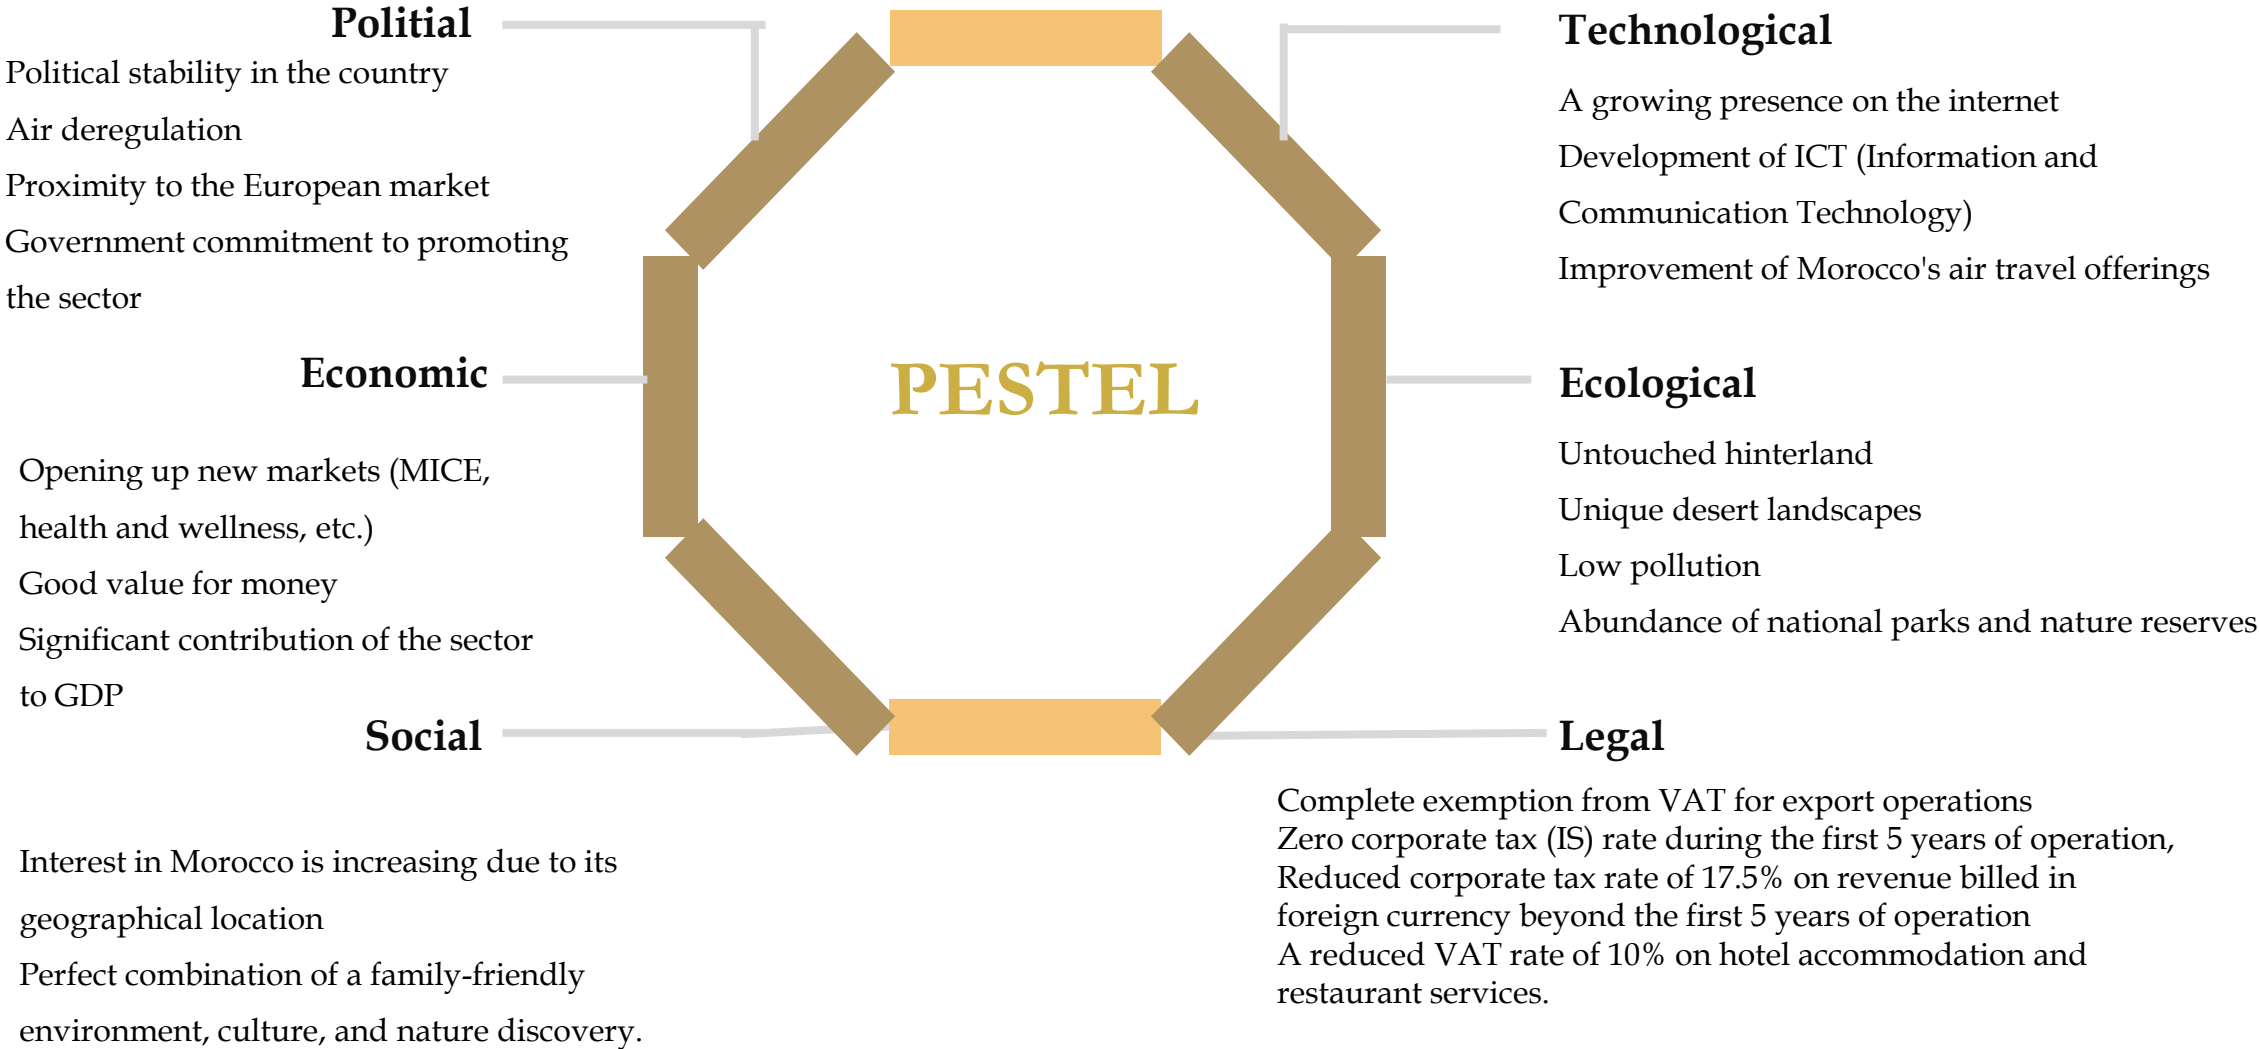 Politial
Political stability in the country
Air deregulation
Proximity to the European market
Government commitment to promoting
the sector
Economic
Opening up new markets (MICE,
health and wellness, etc.)
Good value for money
Significant contribution of the sector
to GDP
Social
Interest in Morocco is increasing due to its
geographical location
Perfect combination of a family-friendly
environment, culture, and nature discovery.
PESTEL
Technological
A growing presence on the internet
Development of ICT (Information and
Communication Technology)
Improvement of Morocco's air travel offerings
Ecological
Untouched hinterland
Unique desert landscapes
Low pollution
Abundance of national parks and nature reserves
Legal
Complete exemption from VAT for export operations
Zero corporate tax (IS) rate during the first 5 years of operation,
Reduced corporate tax rate of 17.5% on revenue billed in
foreign currency beyond the first 5 years of operation
A reduced VAT rate of 10% on hotel accommodation and
restaurant services.